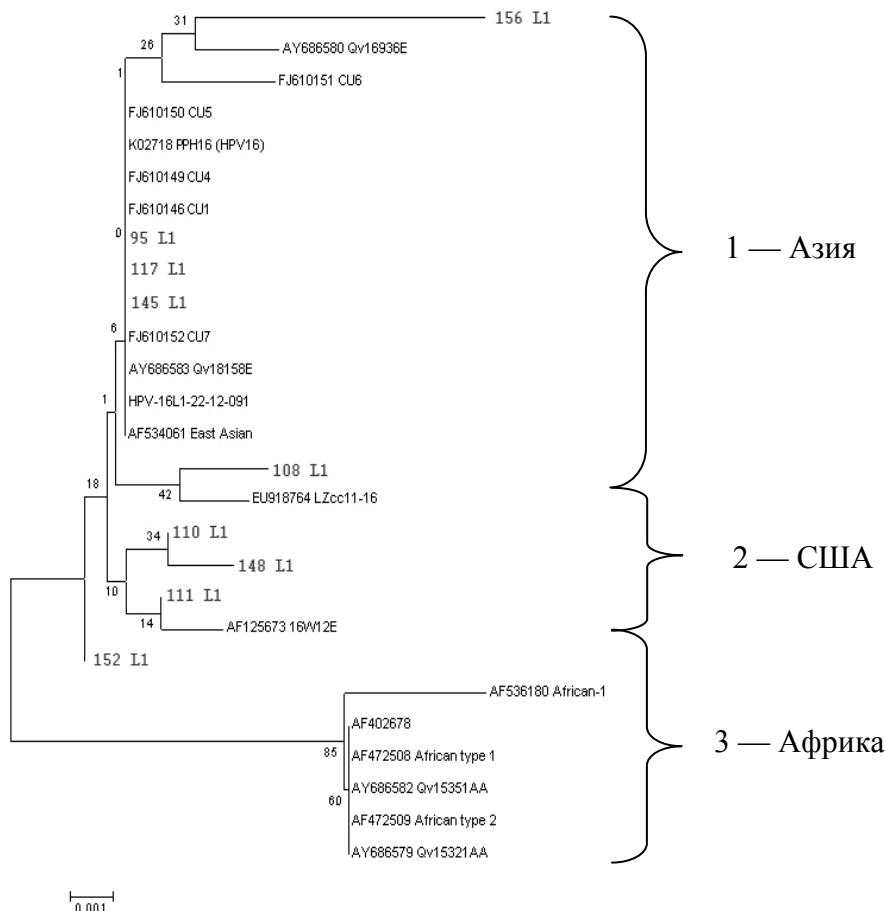 31
156 L1
26
AY686580 Qv16936E
1
FJ610151 CU6
FJ610150 CU5
K02718 PPH16 (HPV16)
FJ610149 CU4
FJ610146 CU1
0
95 L1
1 — Азия
117 L1
145 L1
6
FJ610152 CU7
AY686583 Qv18158E
1
HPV-16L1-22-12-091
AF534061 East Asian
108 L1
18
42
EU918764 LZcc11-16
34
110 L1
148 L1
2 — США
10
111 L1
14
AF125673 16W12E
152 L1
AF536180 African-1
AF402678
85
AF472508 African type 1
3 — Африка
AY686582 Qv15351AA
60
AF472509 African type 2
AY686579 Qv15321AA
0.001